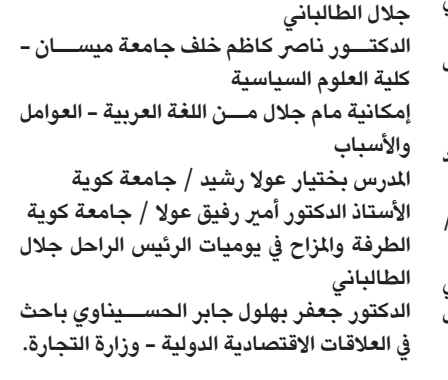 جلال الطالباني
الدكتـــور ناصر كاظم خلف جامعة ميســـان –
كلية العلوم السياسية
إمكانية مام جلال مـــن اللغة العربية – العوامل
والأسباب
المدرس بختيار عولا رشيد / جامعة كوية
الأستاذ الدكتور أمير رفيق عولا / جامعة كوية
الطرفة والمزاح في يوميات الرئيس الراحل جلال
الطالباني
الدكتور جعفر بهلول جابر الحســـيناوي باحث
في العلاقات الاقتصادية الدولية – وزارة التجارة.